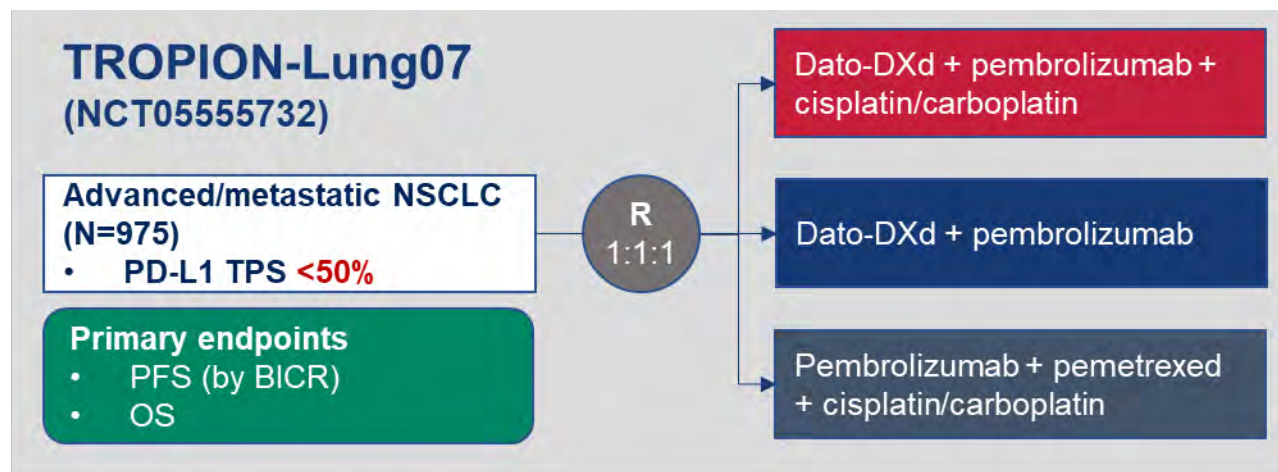 TROPION-Lung07
(NCT05555732)
Advanced/metastatic NSCLC
(N=975)
• PD-L1 TPS <50%
Primary endpoints
• PFS (by BICR)
• OS
R
1:1:1
Dato-DXd + pembrolizumab +
cisplatin/carboplatin
Dato-DXd + pembrolizumab
Pembrolizumab + pemetrexed
+ cisplatin/carboplatin